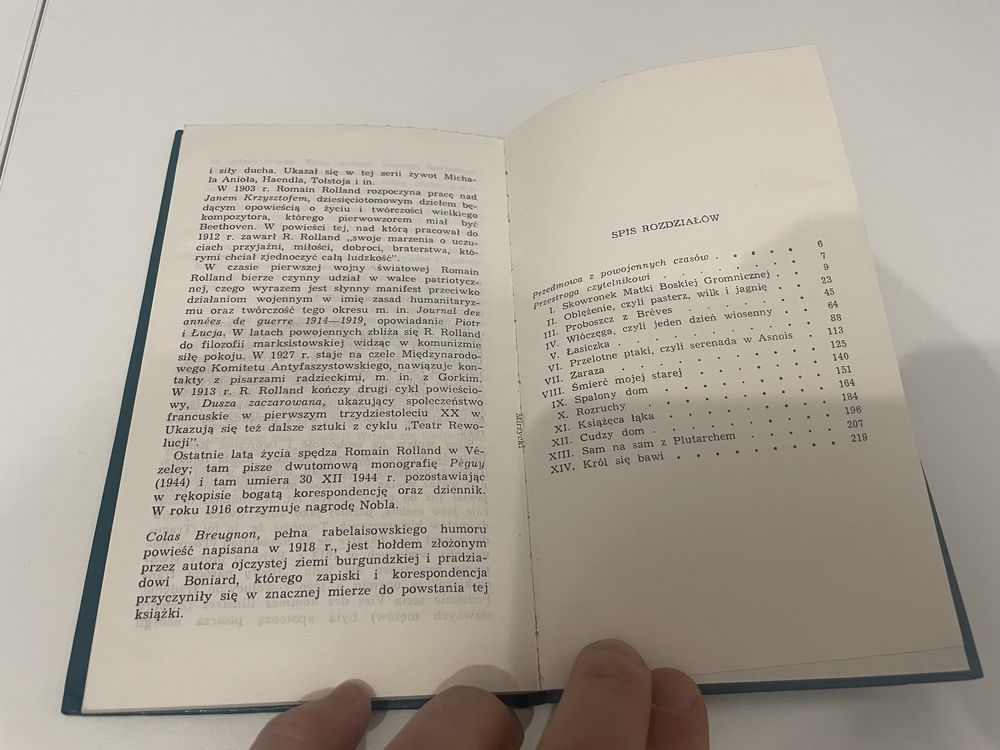 i siły ducha. Ukazał się w tej serii żywot Micha-
ła Anioła, Haendla, Tołstoja i in.
W 1903 r. Romain Rolland rozpoczyna pracę nad
Janem Krzysztofem, dziesięciotomowym dziełem bę-
dącym opowieścią o życiu i twórczości wielkiego
kompozytora, którego pierwowzorem miał być
Beethoven. W powieści tej, nad którą pracował do
1912 r. zawarł R. Rolland „swoje marzenia o uczu-
ciach przyjaźni, miłości, dobroci, braterstwa, któ-
rymi chciał zjednoczyć całą ludzkość”.
W czasie pierwszej wojny światowej Romain
Rolland bierze czynny udział w walce patriotycz-
nej, czego wyrazem jest słynny manifest przeciwko
działaniom wojennym w imię zasad humanitaryz-
mu oraz twórczość tego okresu m. in. Journal des
années de guerre 1914—1919, opowiadanie Piotr
i Łucja. W latach powojennych zbliża się R. Rolland
do filozofii marksistowskiej widząc w komunizmie
siłę pokoju. W 1927 r. staje na czele Międzynarodo-
wego Komitetu Antyfaszystowskiego, nawiązuje kon-
takty z pisarzami radzieckimi, m. in. z Gorkim.
W 1913 r. R. Rolland kończy drugi cykl powieścio-
wy, Dusza zaczarowana, ukazujący społeczeństwo
francuskie w pierwszym trzydziestoleciu XX w.
Ukazują się też dalsze sztuki z cyklu „Teatr Rewo-
lucji”.
Ostatnie lata życia spędza Romain Rolland w Vé-
zeley; tam pisze dwutomową monografię Pèguy
(1944) i tam umiera 30 XII 1944 r. pozostawiając
w rękopisie bogatą korespondencję oraz dziennik.
W roku 1916 otrzymuje nagrodę Nobla.
Colas Breugnon, pełna rabelaisowskiego humoru
powieść napisana w 1918 r., jest hołdem złożonym
przez autora ojczystej ziemi burgundzkiej i pradzia-
dowi Boniard, którego zapiski i korespondencja
przyczyniły się w znacznej mierze do powstania tej
książki.
SPIS ROZDZIAŁÓW
Przedmowa z powojennych czasów . . . . . . 6
Przestroga czytelnikowi . . . . . . . . 7
I. Skowronek Matki Boskiej Gromnicznej . . 9
II. Oblężenie, czyli pasterz, wilk i jagnię . . . 23
III. Proboszcz z Brèves . . . . . . . . 45
IV. Włóczęga, czyli jeden dzień wiosenny . . . 64
V. Łasiczka . . . . . . . . . . . 88
VI. Przelotne ptaki, czyli serenada w Asnois . . 113
VII. Zaraza . . . . . . . . . . . 125
VIII. Śmierć mojej starej . . . . . . . . 140
IX. Spalony dom . . . . . . . . . 151
X. Rozruchy . . . . . . . . . . 164
XI. Książęca łąka . . . . . . . . . 184
XII. Cudzy dom . . . . . . . . . . 196
XIII. Sam na sam z Plutarchem . . . . . . 207
XIV. Król się bawi . . . . . . . . . 219